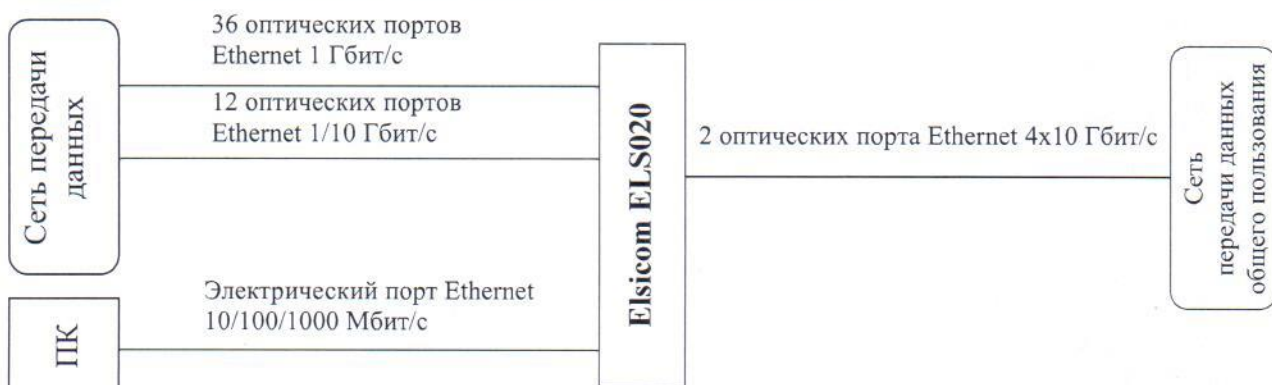 Сеть передачи
данных
36 оптических портов
Ethernet 1 Гбит/с
12 оптических портов
Ethernet 1/10 Гбит/с
ПК
Электрический порт Ethernet
10/100/1000 Мбит/с
Elsicom ELS020
2 оптических порта Ethernet 4x10 Гбит/с
Сеть
передачи данных
общего пользования